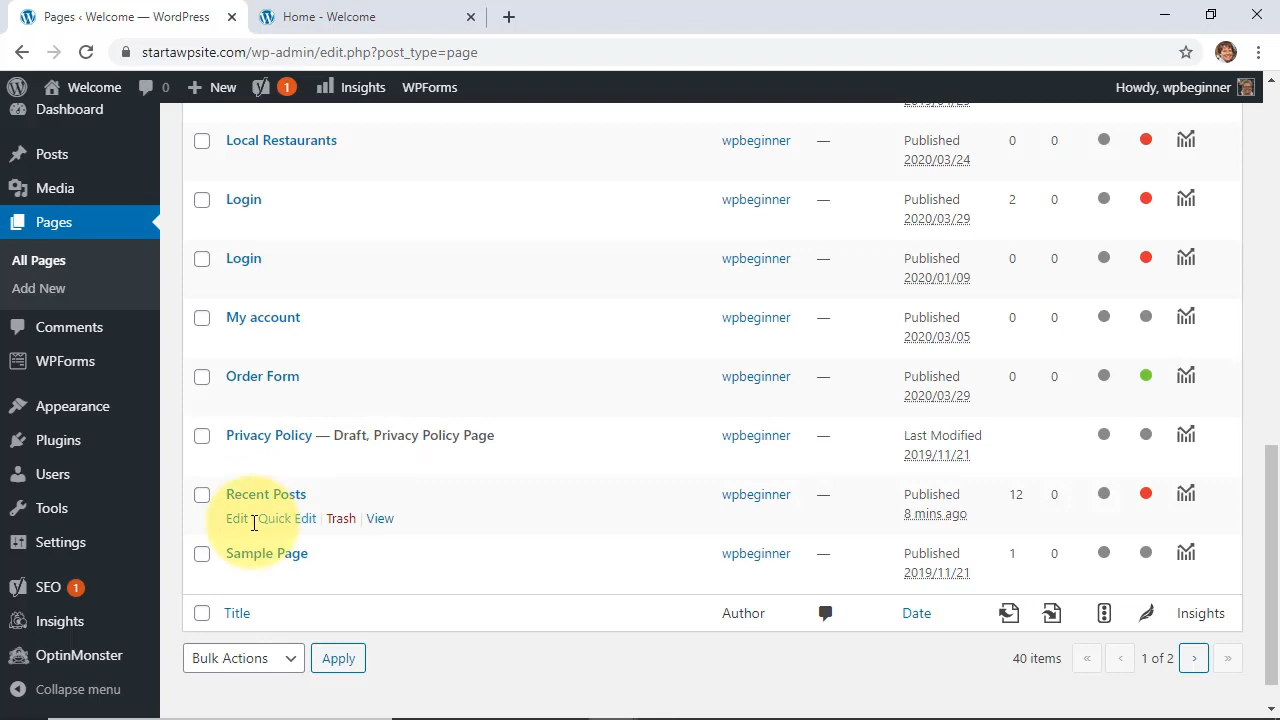 Pages ‹ Welcome — WordPress
Home - Welcome
startawpsite.com/wp-admin/edit.php?post_type=page
Welcome 0 New 1 Insights WPForms Howdy, wpbeginner
Dashboard
Posts
Media
Pages
All Pages
Add New
Comments
WPForms
Appearance
Plugins
Users
Tools
Settings
SEO 1
Insights
OptinMonster
Collapse menu
Local Restaurants wpbeginner — Published 0 0
2020/03/24
Login wpbeginner — Published 2 0
2020/03/29
Login wpbeginner — Published 0 0
2020/01/09
My account wpbeginner — Published 0 0
2020/03/05
Order Form wpbeginner — Published 0 0
2020/03/29
Privacy Policy — Draft, Privacy Policy Page wpbeginner — Last Modified
2019/11/21
Recent Posts wpbeginner — Published 12 0
Edit | Quick Edit | Trash | View 8 mins ago
Sample Page wpbeginner — Published 1 0
2019/11/21
Title Author Date Insights
Bulk Actions Apply 40 items « ‹ 1 of 2 › »